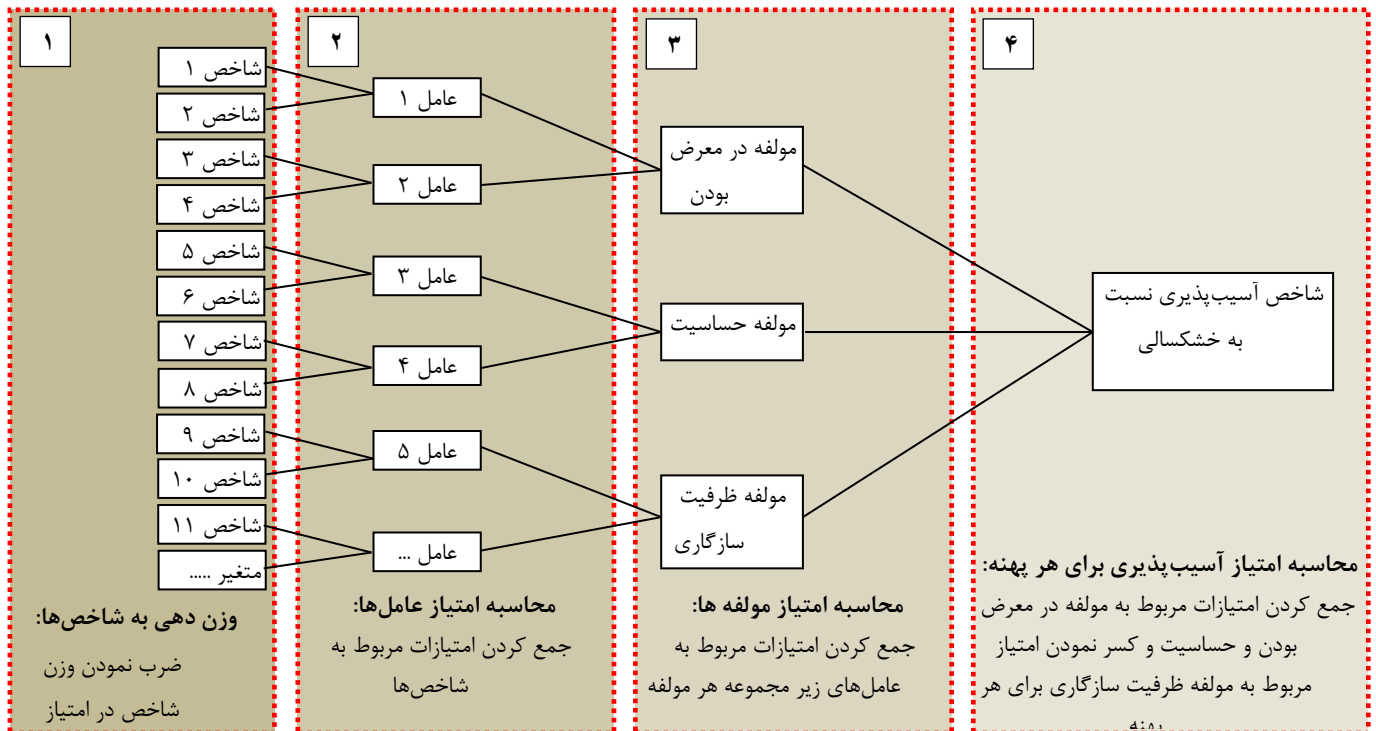 ۱
شاخص ۱
شاخص ۲
شاخص ۳
شاخص ۴
شاخص ۵
شاخص ۶
شاخص ۷
شاخص ۸
شاخص ۹
شاخص ۱۰
شاخص ۱۱
متغیر .....
وزن دهی به شاخص‌ها:
ضرب نمودن وزن
شاخص در امتیاز
۲
عامل ۱
عامل ۲
عامل ۳
عامل ۴
عامل ۵
عامل ...
محاسبه امتیاز عامل‌ها:
جمع کردن امتیازات مربوط به
شاخص‌ها
۳
مولفه در معرض
بودن
مولفه حساسیت
مولفه ظرفیت
سازگاری
محاسبه امتیاز مولفه ها:
جمع کردن امتیازات مربوط به
عامل‌های زیر مجموعه هر مولفه
۴
شاخص آسیب‌پذیری نسبت
به خشکسالی
محاسبه امتیاز آسیب‌پذیری برای هر پهنه:
جمع کردن امتیازات مربوط به مولفه در معرض
بودن و حساسیت و کسر نمودن امتیاز
مربوط به مولفه ظرفیت سازگاری برای هر
پهنه